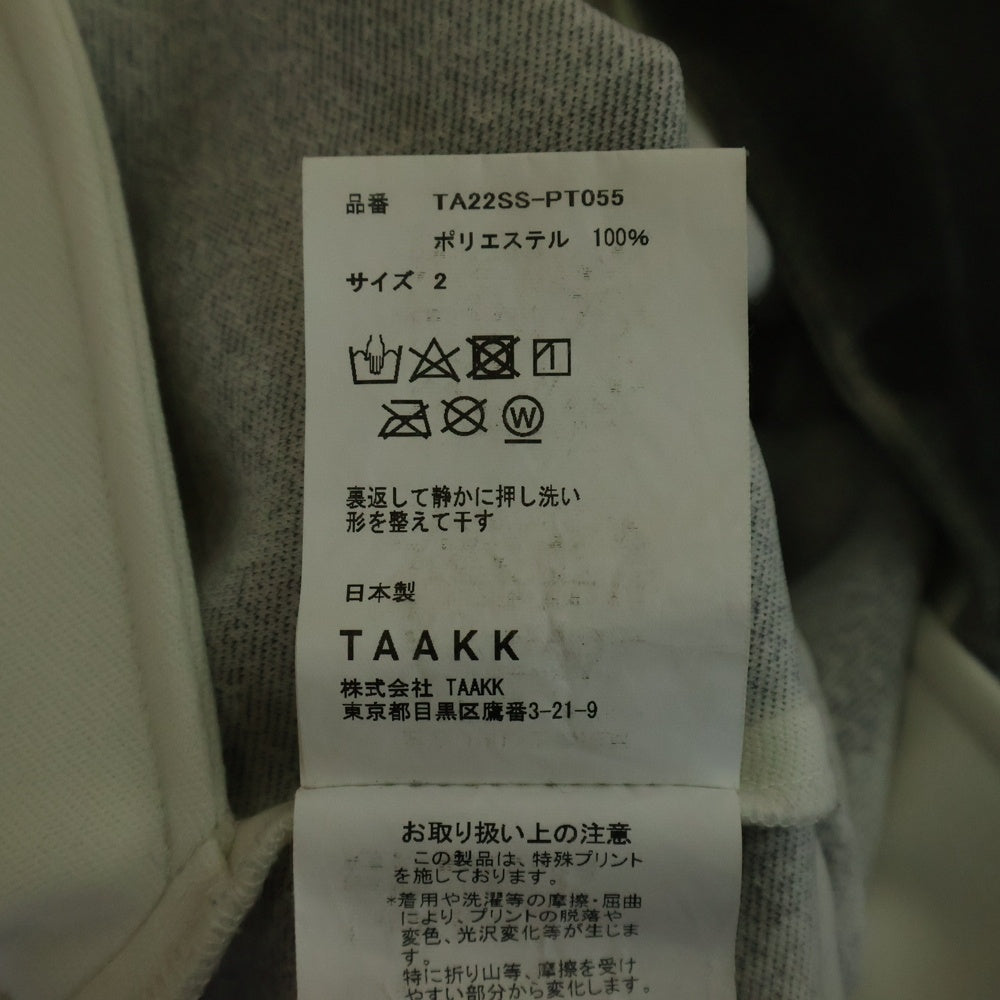 品番 TA22SS-PT055
ポリエステル 100%
サイズ 2
W
裏返して静かに押し洗い
形を整えて干す
日本製
TAAKK
株式会社 TAAKK
東京都目黒区鷹番3-21-9
お取り扱い上の注意
この製品は、特殊プリント
を施しております。
*着用や洗濯等の摩擦・屈曲
により、プリントの脱落や
変色、光沢変化等が生じま
す。
特に折り山等、摩擦を受け
やすい部分から変化します。